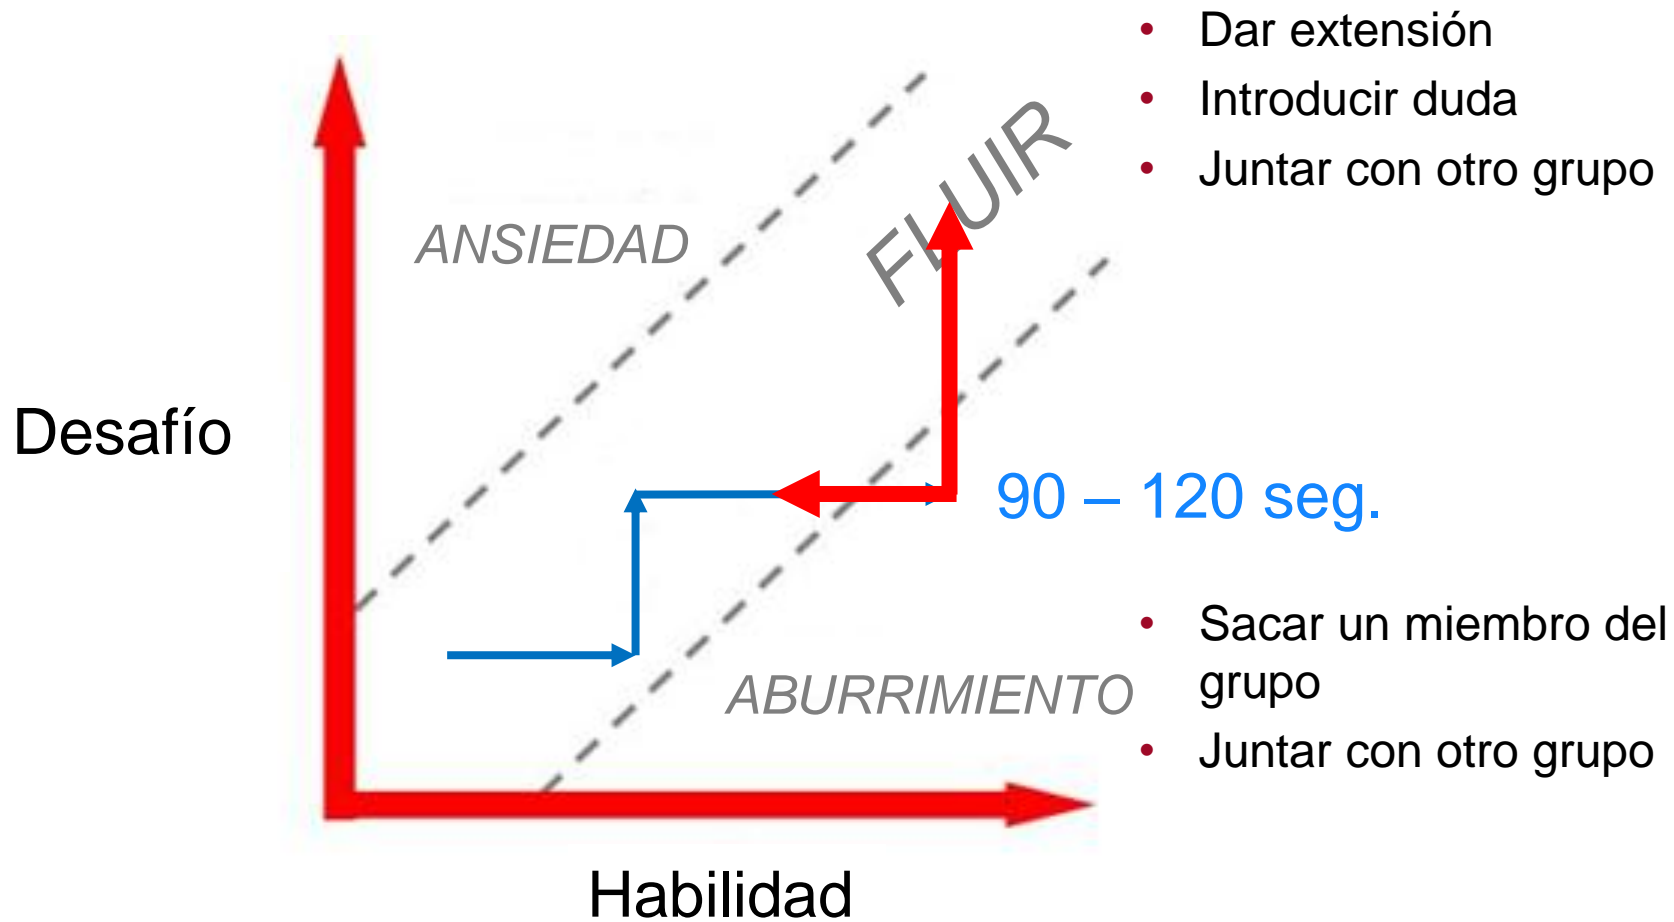 • Dar extensión
• Introducir duda
• Juntar con otro grupo
FLUIR
ANSIEDAD
Desafío
90 – 120 seg.
• Sacar un miembro del
grupo
ABURRIMIENTO
• Juntar con otro grupo
Habilidad